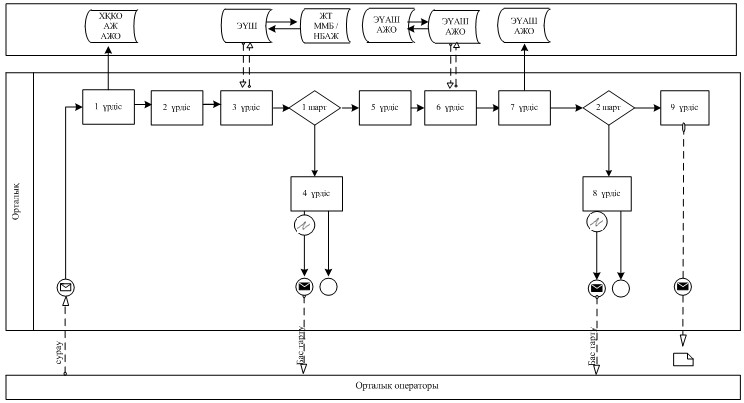 ХҚКО
АЖ
АЖО
ЭҮШ
ЖТ
ММБ /
НБАЖ
ЭҮАШ
АЖО
ЭҮАШ
АЖО
ЭҮАШ
АЖО
1 үрдіс
2 үрдіс
3 үрдіс
1 шарт
5 үрдіс
6 үрдіс
7 үрдіс
2 шарт
9 үрдіс
4 үрдіс
8 үрдіс
Орталық
сұрау
Бас тарту
Бас тарту
Орталық операторы